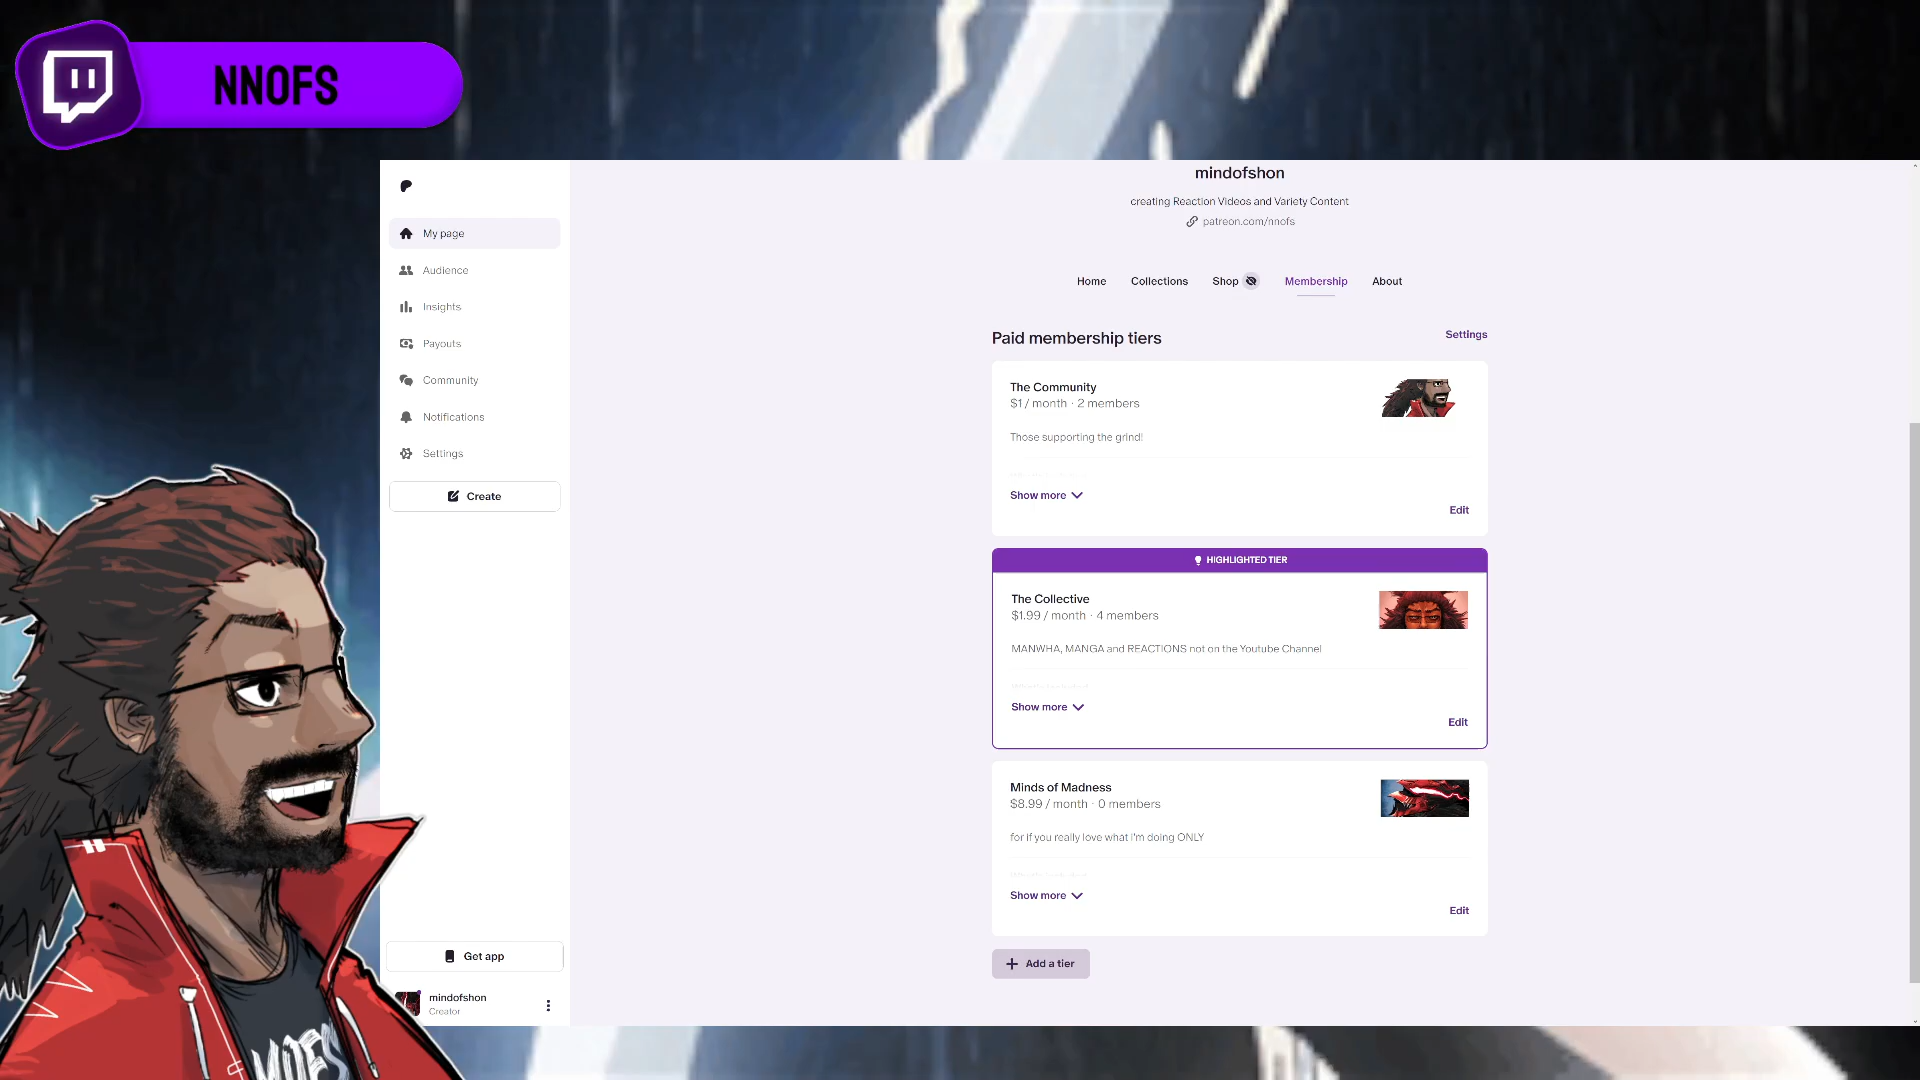 NNOFS
mindofshon
creating Reaction Videos and Variety Content
patreon.com/nnofs
My page
Audience
Insights
Payouts
Community
Notifications
Settings
Create
Home
Collections
Shop
Membership
About
Paid membership tiers
Settings
The Community
$1 / month · 2 members
Those supporting the grind!
Show more
Edit
HIGHLIGHTED TIER
The Collective
$1.99 / month · 4 members
MANWHA, MANGA and REACTIONS not on the Youtube Channel
Show more
Edit
Minds of Madness
$8.99 / month · 0 members
for if you really love what I'm doing ONLY
Show more
Edit
Add a tier
Get app
mindofshon
Creator